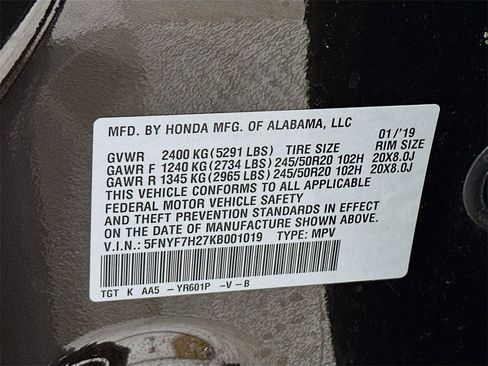 MFD. BY HONDA MFG. OF ALABAMA, LLC 01/'19
GVWR 2400 KG (5291 LBS) TIRE SIZE RIM SIZE
GAWR F 1240 KG (2734 LBS) 245/50R20 102H 20X8.0J
GAWR R 1345 KG (2965 LBS) 245/50R20 102H 20X8.0J
THIS VEHICLE CONFORMS TO ALL APPLICABLE
FEDERAL MOTOR VEHICLE SAFETY
AND THEFT PREVENTION STANDARDS IN EFFECT
ON THE DATE OF MANUFACTURE SHOWN ABOVE.
V.I.N.: 5FNYF7H27KB001019 TYPE: MPV
TGT K AA5 - YR601P -V-B